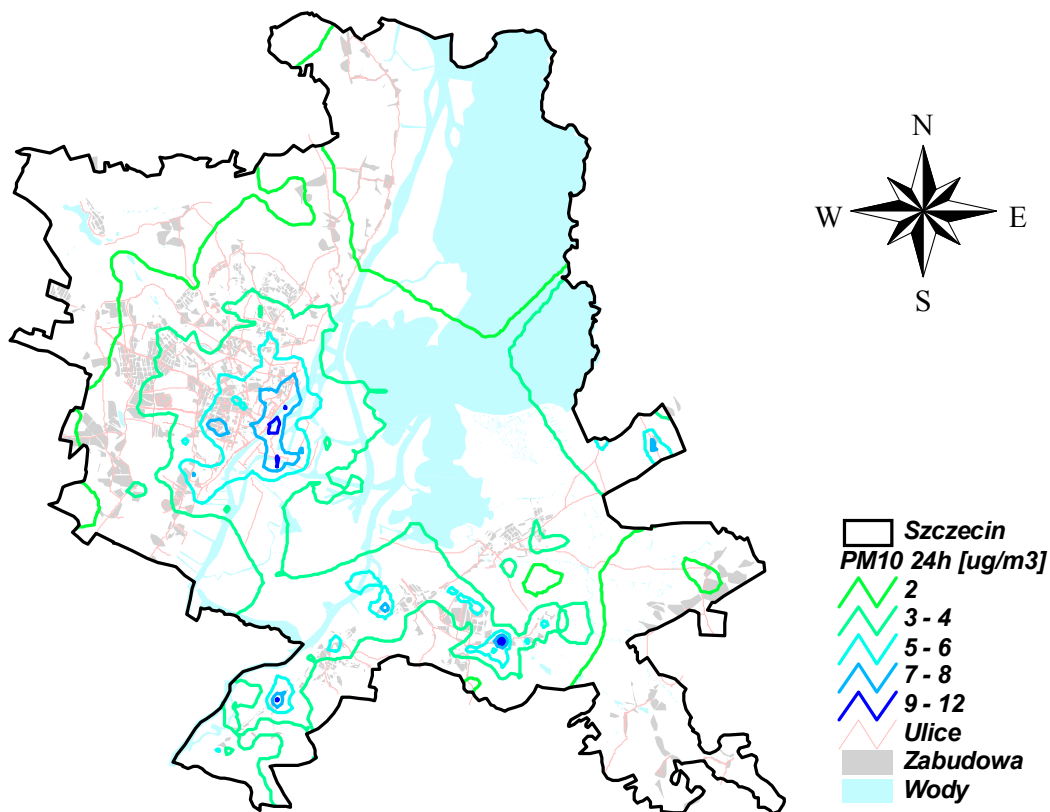 N
W E
S
Szczecin
PM10 24h [ug/m3]
2
3 - 4
5 - 6
7 - 8
9 - 12
Ulice
Zabudowa
Wody